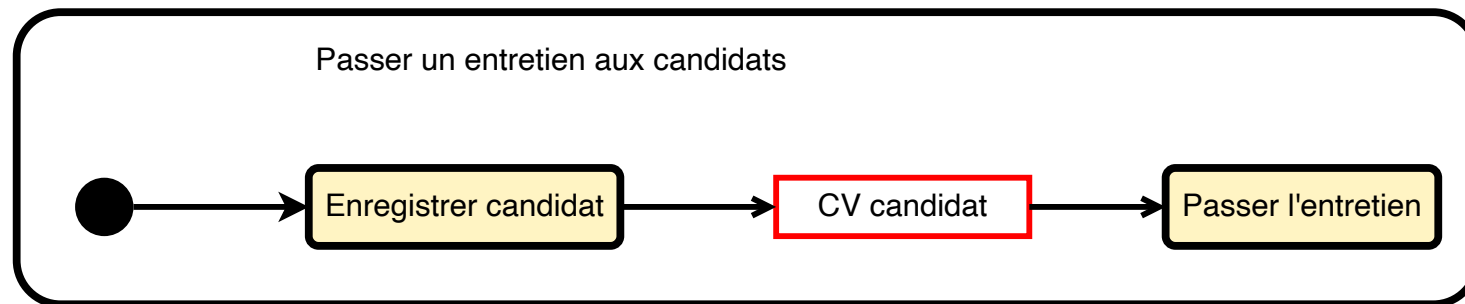 Passer un entretien aux candidats
Enregistrer candidat
CV candidat
Passer l'entretien